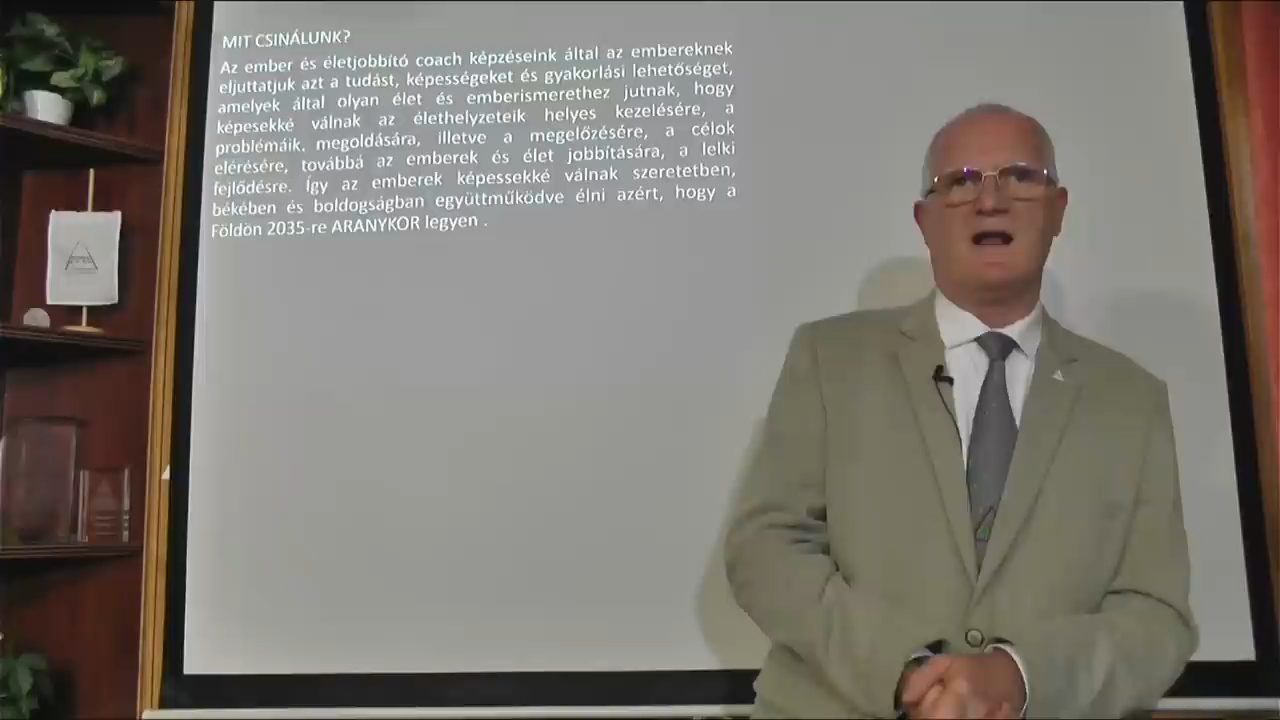 MIT CSINÁLUNK?
Az ember és életjobbító coach képzéseink által az embereknek
eljuttatjuk azt a tudást, képességeket és gyakorlási lehetőséget,
amelyek által olyan élet és emberismerethez jutnak, hogy
képesekké válnak az élethelyzeteik helyes kezelésére, a
problémáik. megoldására, illetve a megelőzésére, a célok
elérésére, továbbá az emberek és élet jobbítására, a lelki
fejlődésre. Így az emberek képessekké válnak szeretetben,
békében és boldogságban együttműködve élni azért, hogy a
Földön 2035-re ARANYKOR legyen .